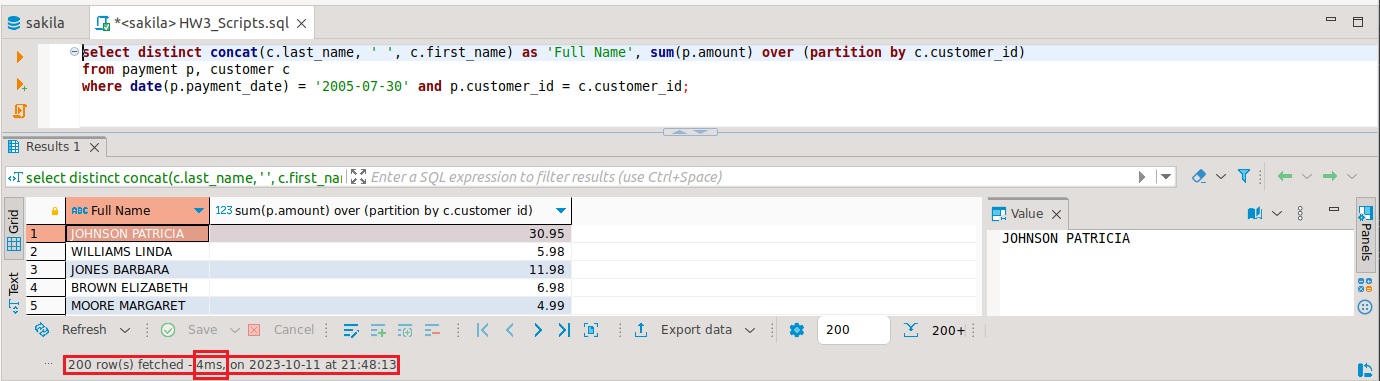 sakila
*<sakila> HW3_Scripts.sql
select distinct concat(c.last_name, ' ', c.first_name) as 'Full Name', sum(p.amount) over (partition by c.customer_id)
from payment p, customer c
where date(p.payment_date) = '2005-07-30' and p.customer_id = c.customer_id;
Results 1
select distinct concat(c.last_name, ' ', c.first_nai
Enter a SQL expression to filter results (use Ctrl+Space)
Grid
Text
ABC Full Name
123 sum(p.amount) over (partition by c.customer_id)
1 JOHNSON PATRICIA 30.95
2 WILLIAMS LINDA 5.98
3 JONES BARBARA 11.98
4 BROWN ELIZABETH 6.98
5 MOORE MARGARET 4.99
Value
JOHNSON PATRICIA
Panels
Refresh Save Cancel Export data 200 200+
200 row(s) fetched - 4ms, on 2023-10-11 at 21:48:13